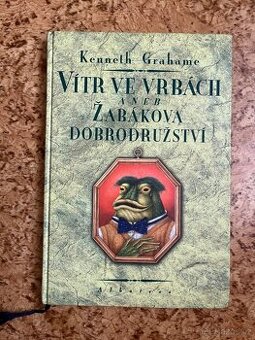 Kenneth Grahame
VÍTR VE VRBÁCH
ANEB
ŽABÁKOVA
DOBRODRUŽSTVÍ
Albatros